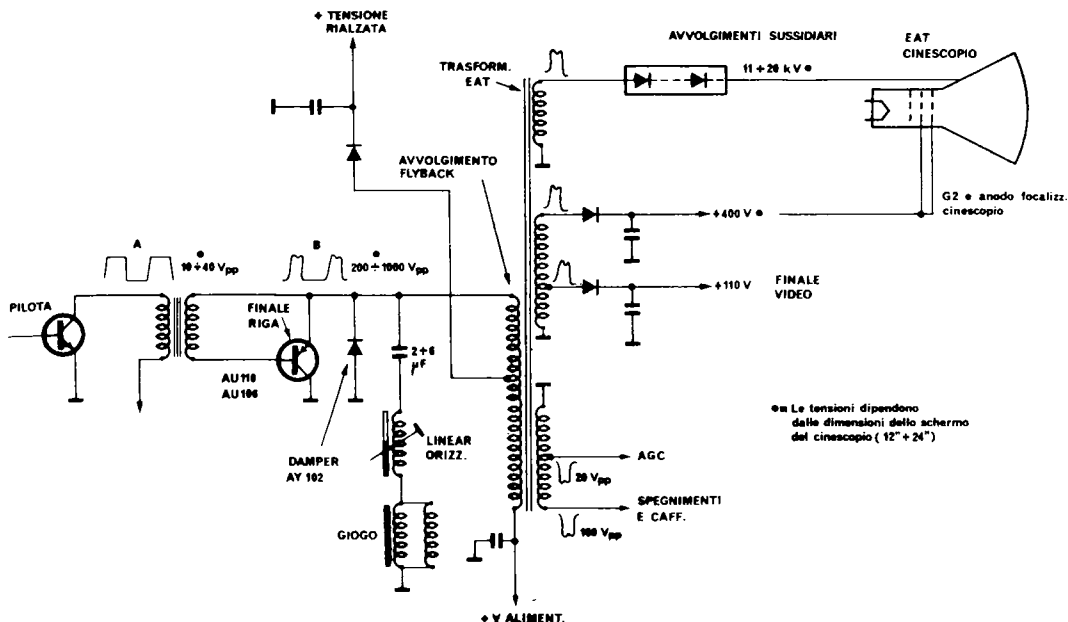 + TENSIONE
RIALZATA
AVVOLGIMENTI SUSSIDIARI
EAT
CINESCOPIO
TRASFORM.
EAT
11÷20 kV ●
AVVOLGIMENTO
FLYBACK
G2 e anodo focalizz.
cinescopio
+400 V ●
A
●
10÷40 Vpp
B
●
200÷1000 Vpp
+110 V
FINALE
VIDEO
PILOTA
FINALE
RIGA
2÷6
µF
AU110
AU106
●= Le tensioni dipendono
dalle dimensioni dello schermo
del cinescopio (12"÷24")
LINEAR
ORIZZ.
DAMPER
AY 102
AGC
20 Vpp
SPEGNIMENTI
E CAFF.
GIOGO
100 Vpp
+ V ALIMENT.